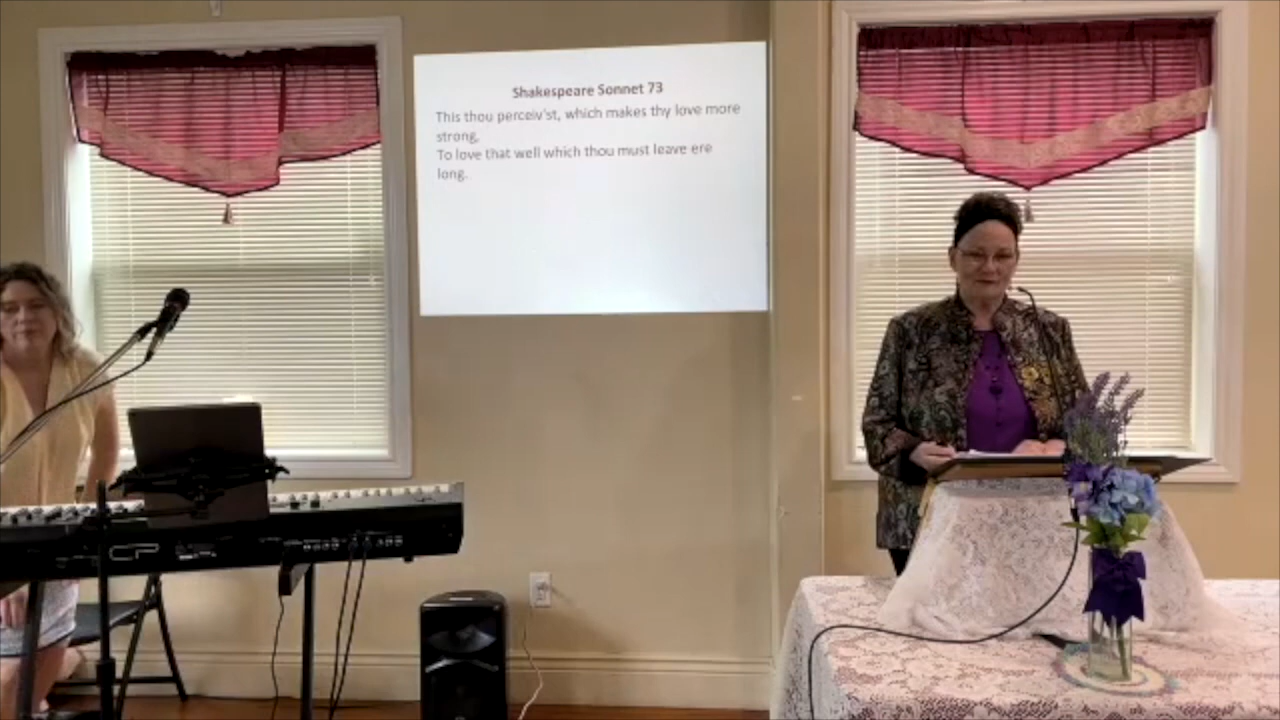 Shakespeare Sonnet 73
This thou perceiv'st, which makes thy love more
strong,
To love that well which thou must leave ere
long.
CP